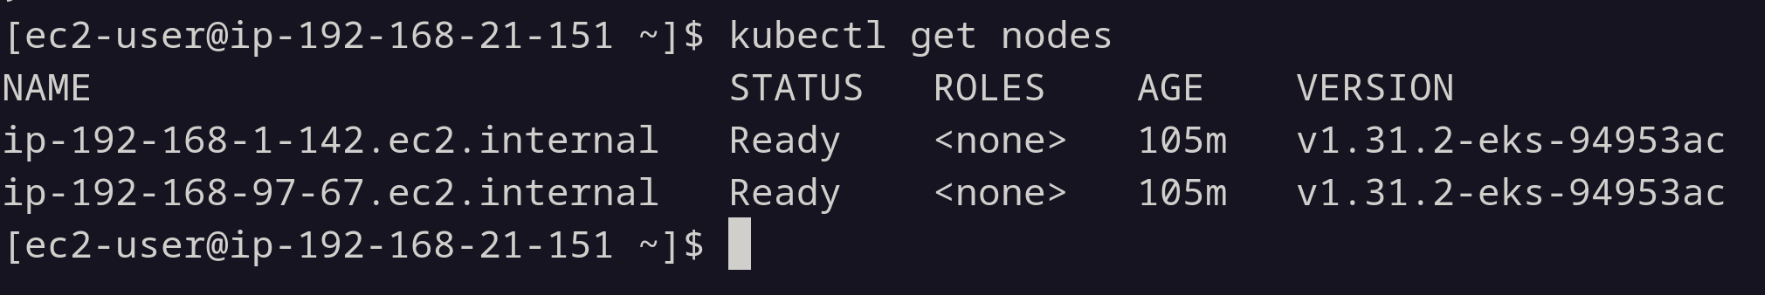 [ec2-user@ip-192-168-21-151 ~]$ kubectl get nodes
NAME                            STATUS   ROLES    AGE    VERSION
ip-192-168-1-142.ec2.internal   Ready    <none>   105m   v1.31.2-eks-94953ac
ip-192-168-97-67.ec2.internal   Ready    <none>   105m   v1.31.2-eks-94953ac
[ec2-user@ip-192-168-21-151 ~]$